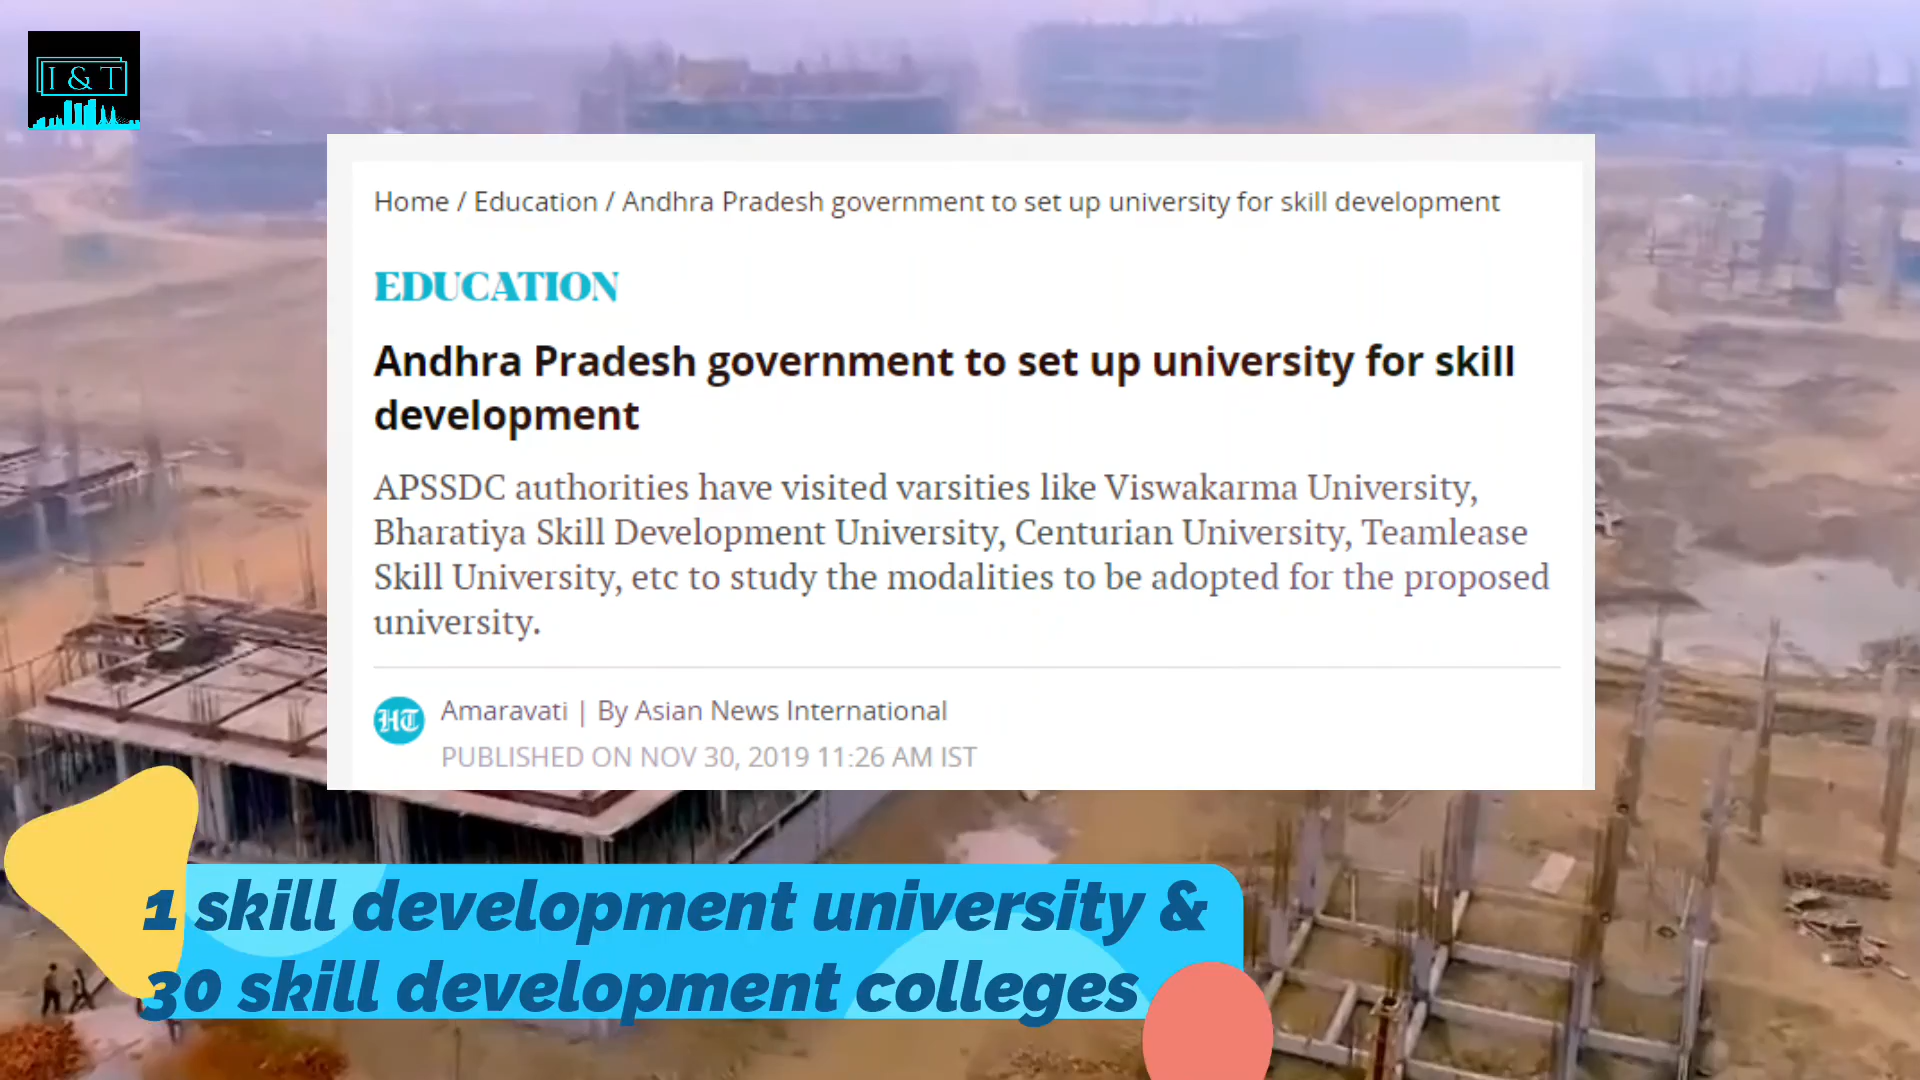 I & T
Home / Education / Andhra Pradesh government to set up university for skill development
EDUCATION
Andhra Pradesh government to set up university for skill
development
APSSDC authorities have visited varsities like Viswakarma University,
Bharatiya Skill Development University, Centurian University, Teamlease
Skill University, etc to study the modalities to be adopted for the proposed
university.
HT
Amaravati | By Asian News International
PUBLISHED ON NOV 30, 2019 11:26 AM IST
1 skill development university &
30 skill development colleges